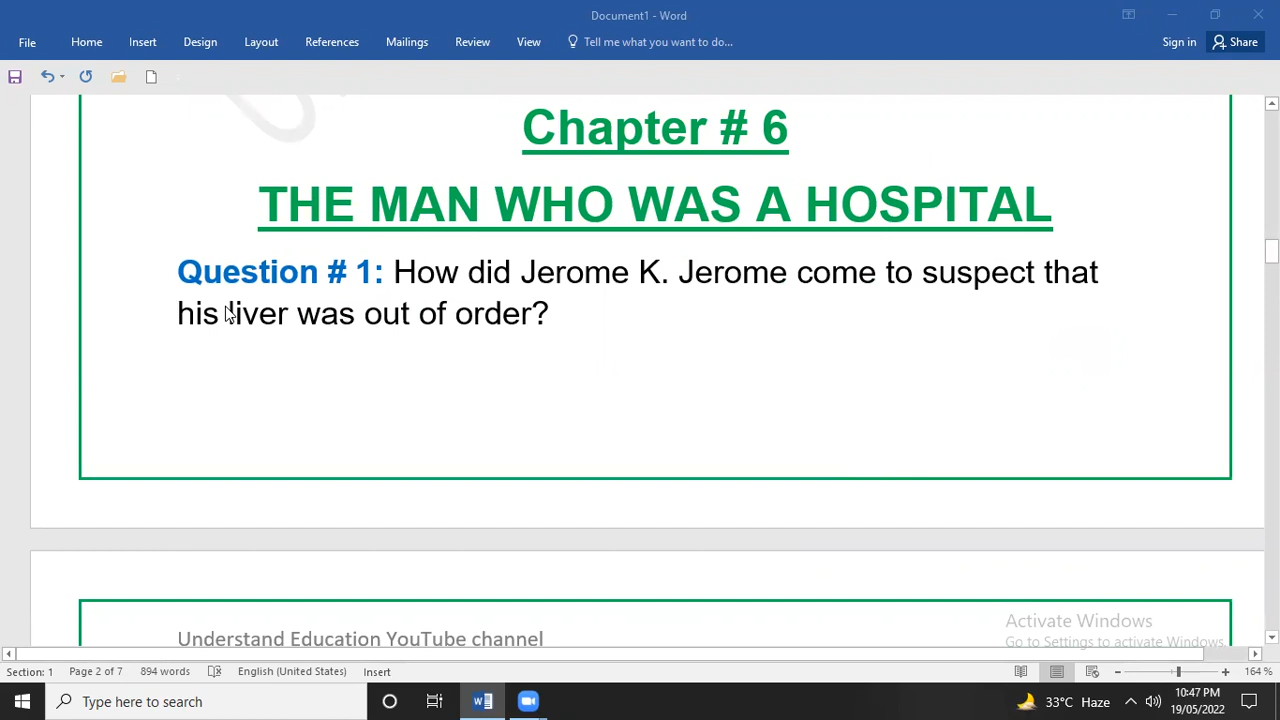 Document1 - Word
File Home Insert Design Layout References Mailings Review View Tell me what you want to do... Sign in Share
Chapter # 6
THE MAN WHO WAS A HOSPITAL
Question # 1: How did Jerome K. Jerome come to suspect that
his liver was out of order?
Understand Education YouTube channel
Activate Windows
Go to Settings to activate Windows.
Section: 1 Page 2 of 7 894 words English (United States) Insert 164 %
Type here to search 33°C Haze 10:47 PM
19/05/2022